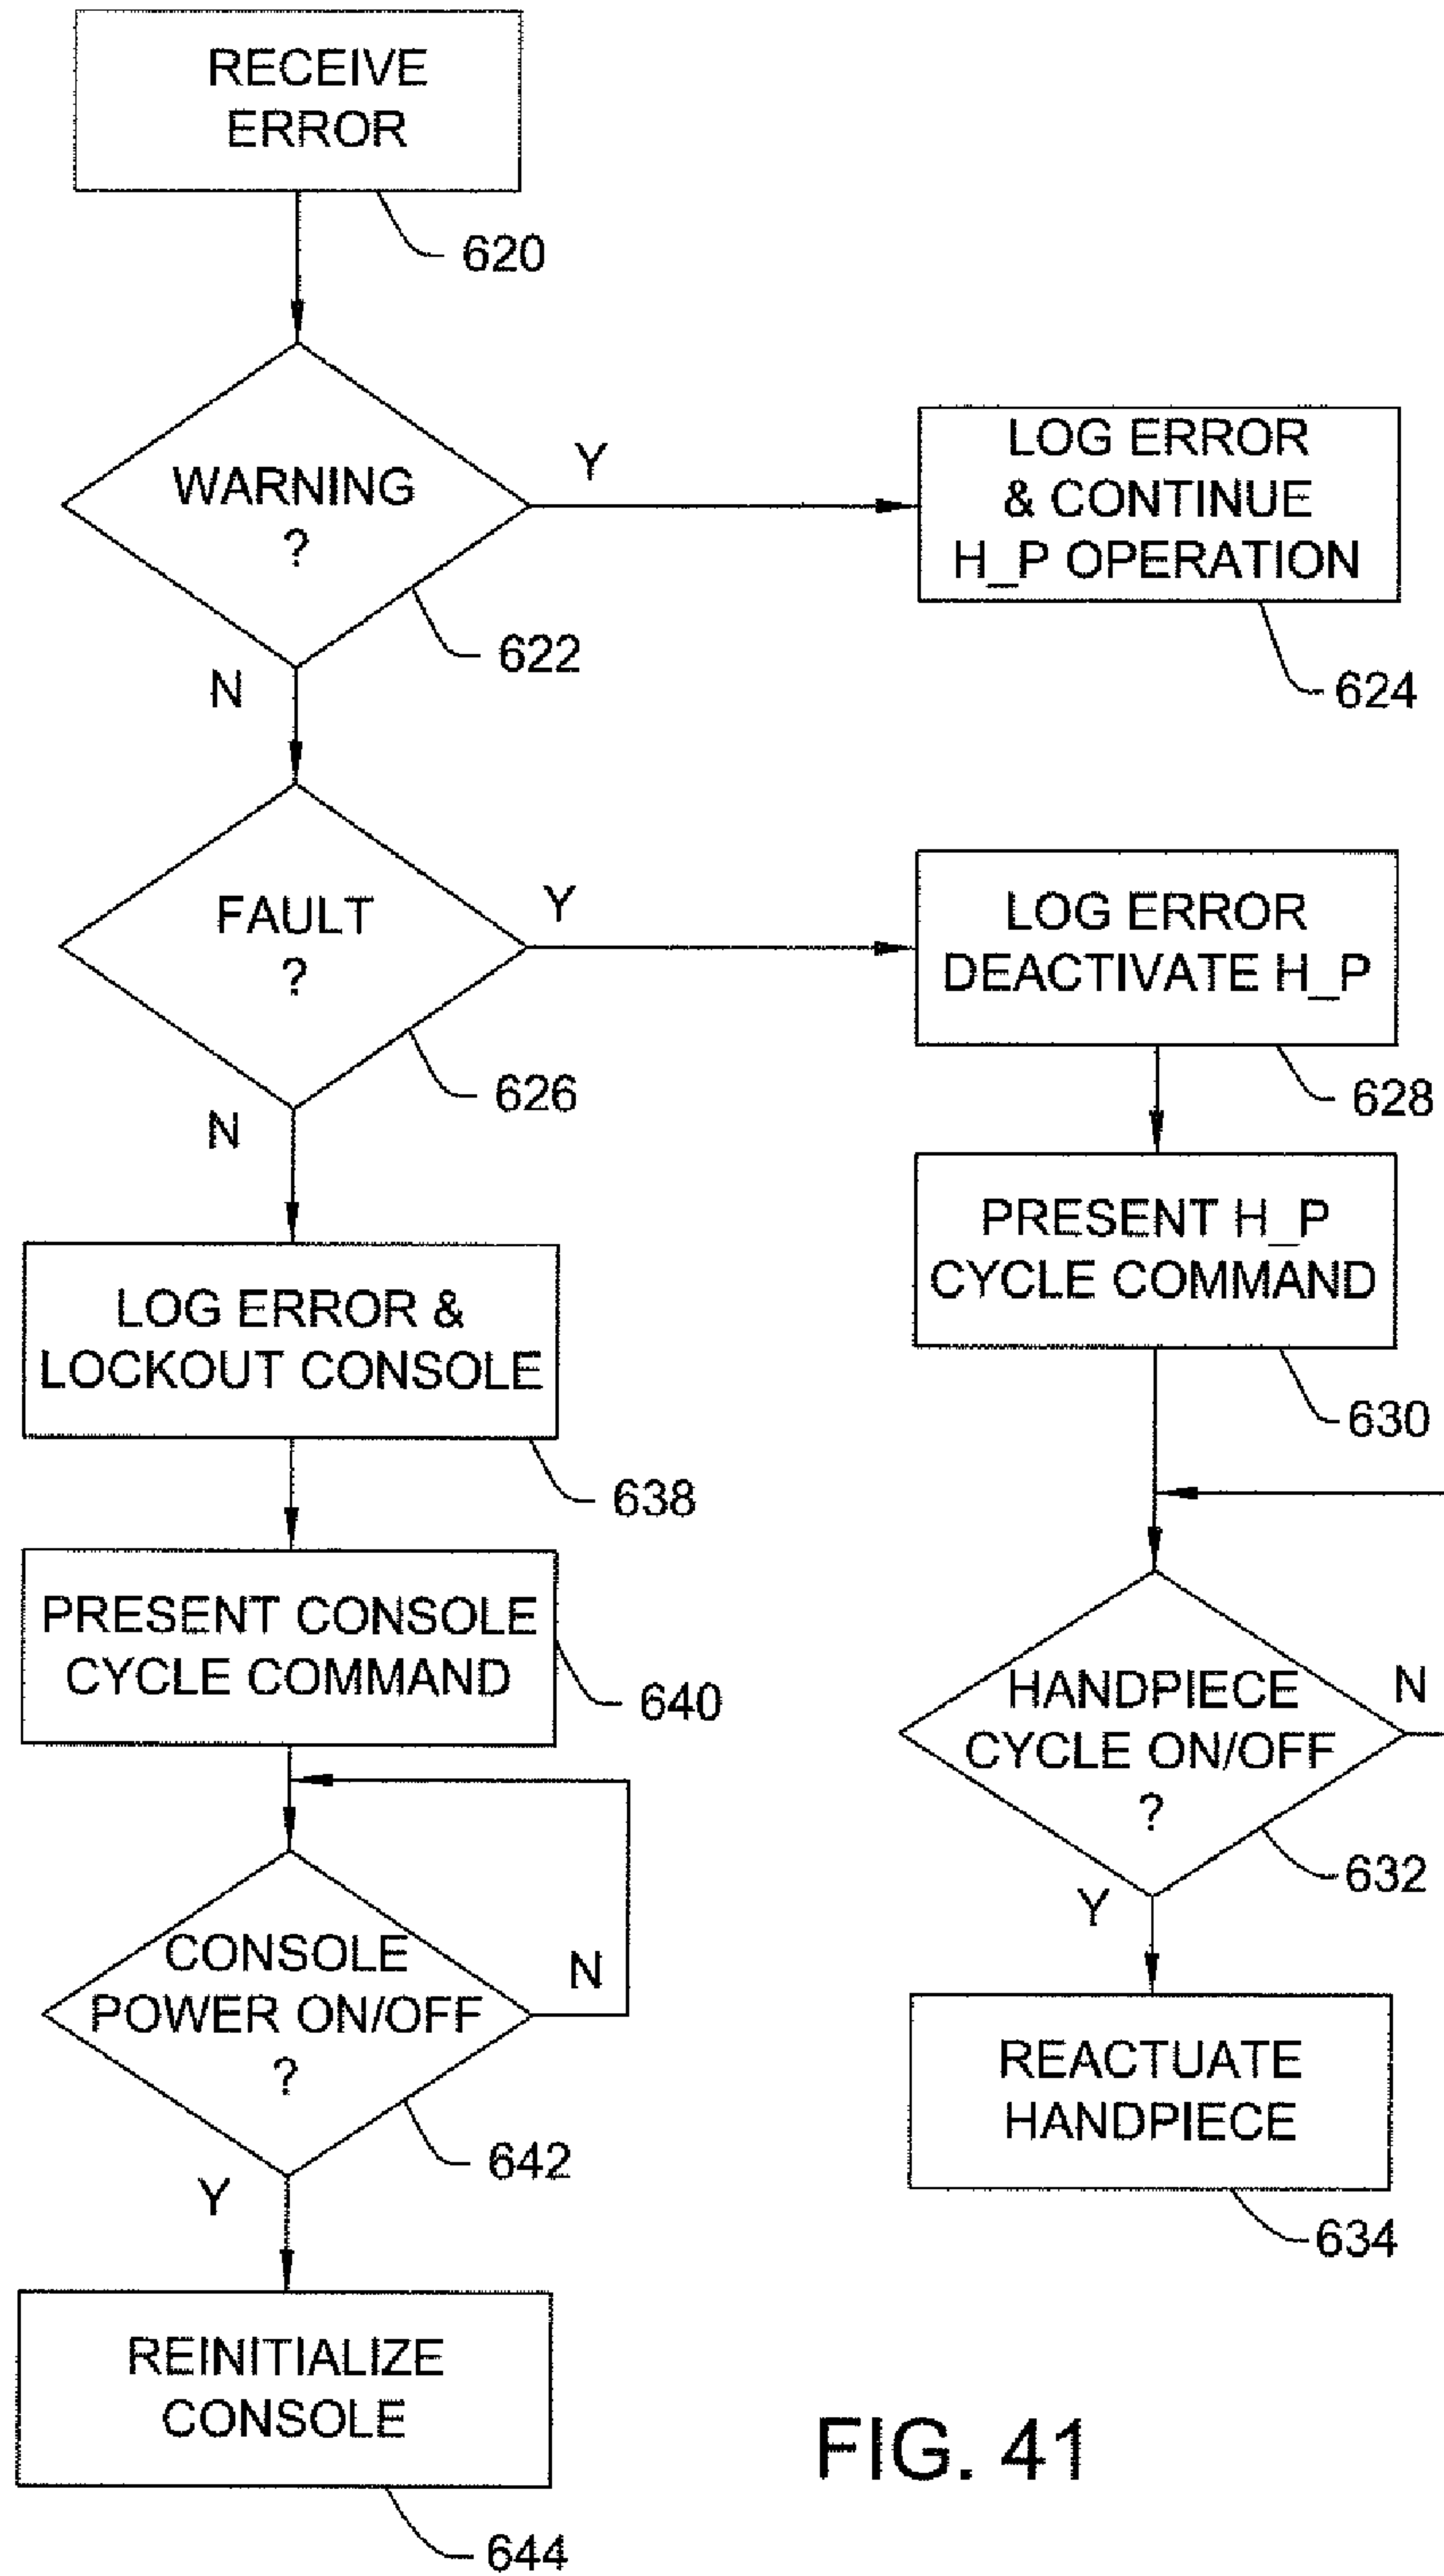 RECEIVE
ERROR
620
WARNING
?
Y
N
622
LOG ERROR
& CONTINUE
H_P OPERATION
624
FAULT
?
Y
N
626
LOG ERROR
DEACTIVATE H_P
628
PRESENT H_P
CYCLE COMMAND
630
LOG ERROR &
LOCKOUT CONSOLE
638
PRESENT CONSOLE
CYCLE COMMAND
640
HANDPIECE
CYCLE ON/OFF
?
N
Y
632
CONSOLE
POWER ON/OFF
?
N
Y
642
REACTUATE
HANDPIECE
634
REINITIALIZE
CONSOLE
644
FIG. 41